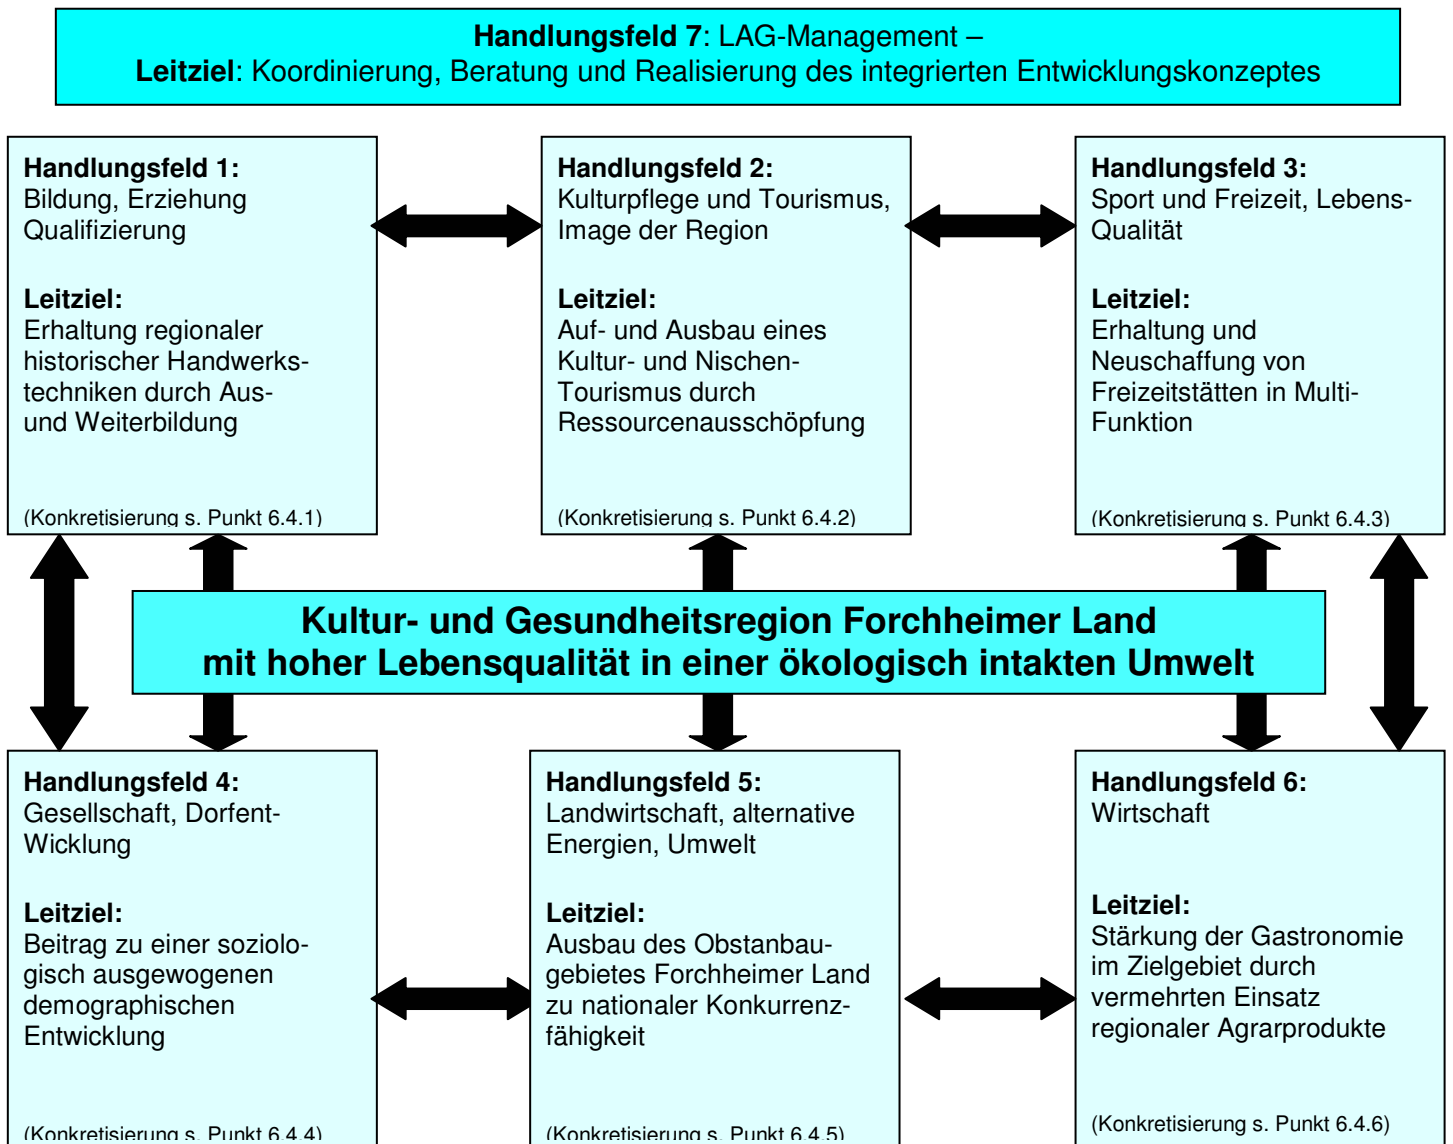 Handlungsfeld 7: LAG-Management –
Leitziel: Koordinierung, Beratung und Realisierung des integrierten Entwicklungskonzeptes
Handlungsfeld 1:
Bildung, Erziehung
Qualifizierung
Leitziel:
Erhaltung regionaler
historischer Handwerks-
techniken durch Aus-
und Weiterbildung
(Konkretisierung s. Punkt 6.4.1)
Handlungsfeld 2:
Kulturpflege und Tourismus,
Image der Region
Leitziel:
Auf- und Ausbau eines
Kultur- und Nischen-
Tourismus durch
Ressourcenausschöpfung
(Konkretisierung s. Punkt 6.4.2)
Handlungsfeld 3:
Sport und Freizeit, Lebens-
Qualität
Leitziel:
Erhaltung und
Neuschaffung von
Freizeitstätten in Multi-
Funktion
(Konkretisierung s. Punkt 6.4.3)
Kultur- und Gesundheitsregion Forchheimer Land
mit hoher Lebensqualität in einer ökologisch intakten Umwelt
Handlungsfeld 4:
Gesellschaft, Dorfent-
Wicklung
Leitziel:
Beitrag zu einer soziolo-
gisch ausgewogenen
demographischen
Entwicklung
(Konkretisierung s. Punkt 6.4.4)
Handlungsfeld 5:
Landwirtschaft, alternative
Energien, Umwelt
Leitziel:
Ausbau des Obstanbau-
gebietes Forchheimer Land
zu nationaler Konkurrenz-
fähigkeit
(Konkretisierung s. Punkt 6.4.5)
Handlungsfeld 6:
Wirtschaft
Leitziel:
Stärkung der Gastronomie
im Zielgebiet durch
vermehrten Einsatz
regionaler Agrarprodukte
(Konkretisierung s. Punkt 6.4.6)